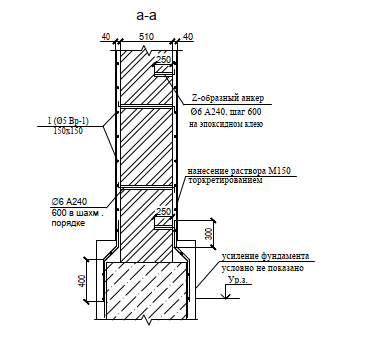 а-а
40 510 40
250
Z-образный анкер
Ø6 А240, шаг 600
на эпоксидном клею
1 (Ø5 Вр-1)
150х150
нанесение раствора М150
торкретированием
Ø6 А240
600 в шахм .
порядке
250
300
усиление фундамента
условно не показано
Ур.з.
400